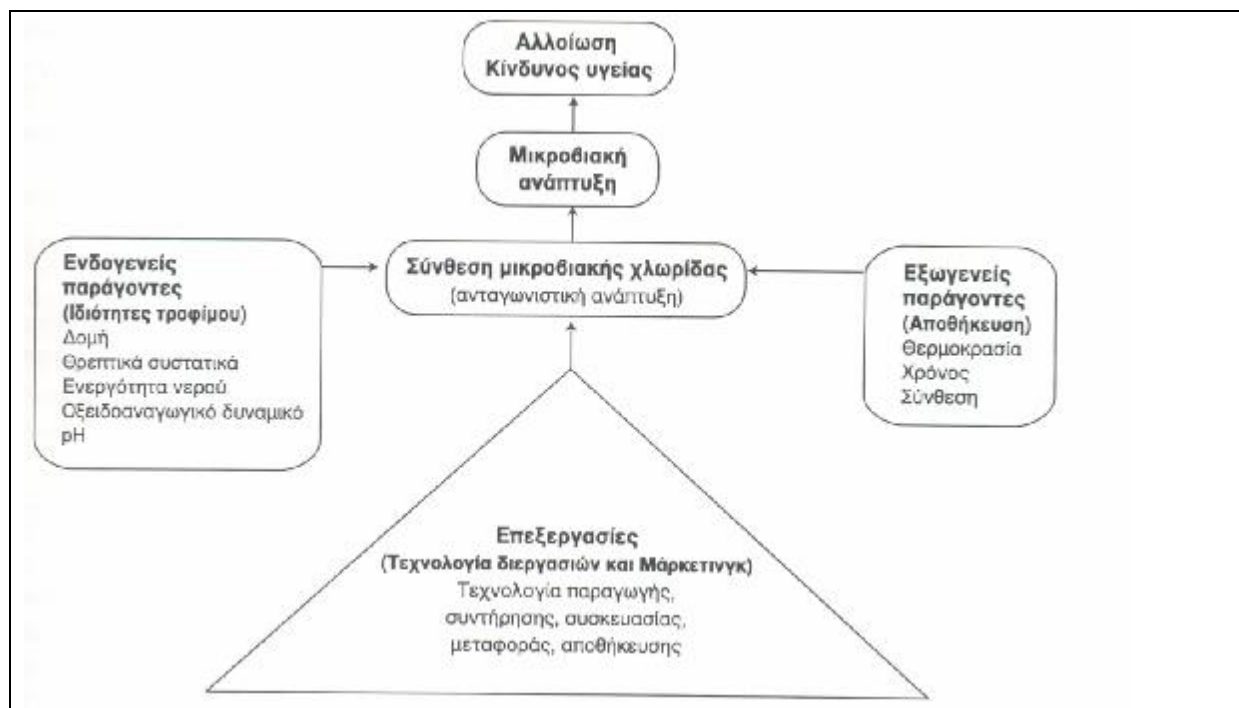 Αλλοίωση
Κίνδυνος υγείας
Μικροβιακή
ανάπτυξη
Ενδογενείς
παράγοντες
(Ιδιότητες τροφίμου)
Δομή
Θρεπτικά συστατικά
Ενεργότητα νερού
Οξειδοαναγωγικό δυναμικό
pH
Σύνθεση μικροβιακής χλωρίδας
(ανταγωνιστική ανάπτυξη)
Εξωγενείς
παράγοντες
(Αποθήκευση)
Θερμοκρασία
Χρόνος
Σύνθεση
Επεξεργασίες
(Τεχνολογία διεργασιών και Μάρκετινγκ)
Τεχνολογία παραγωγής,
συντήρησης, συσκευασίας,
μεταφοράς, αποθήκευσης